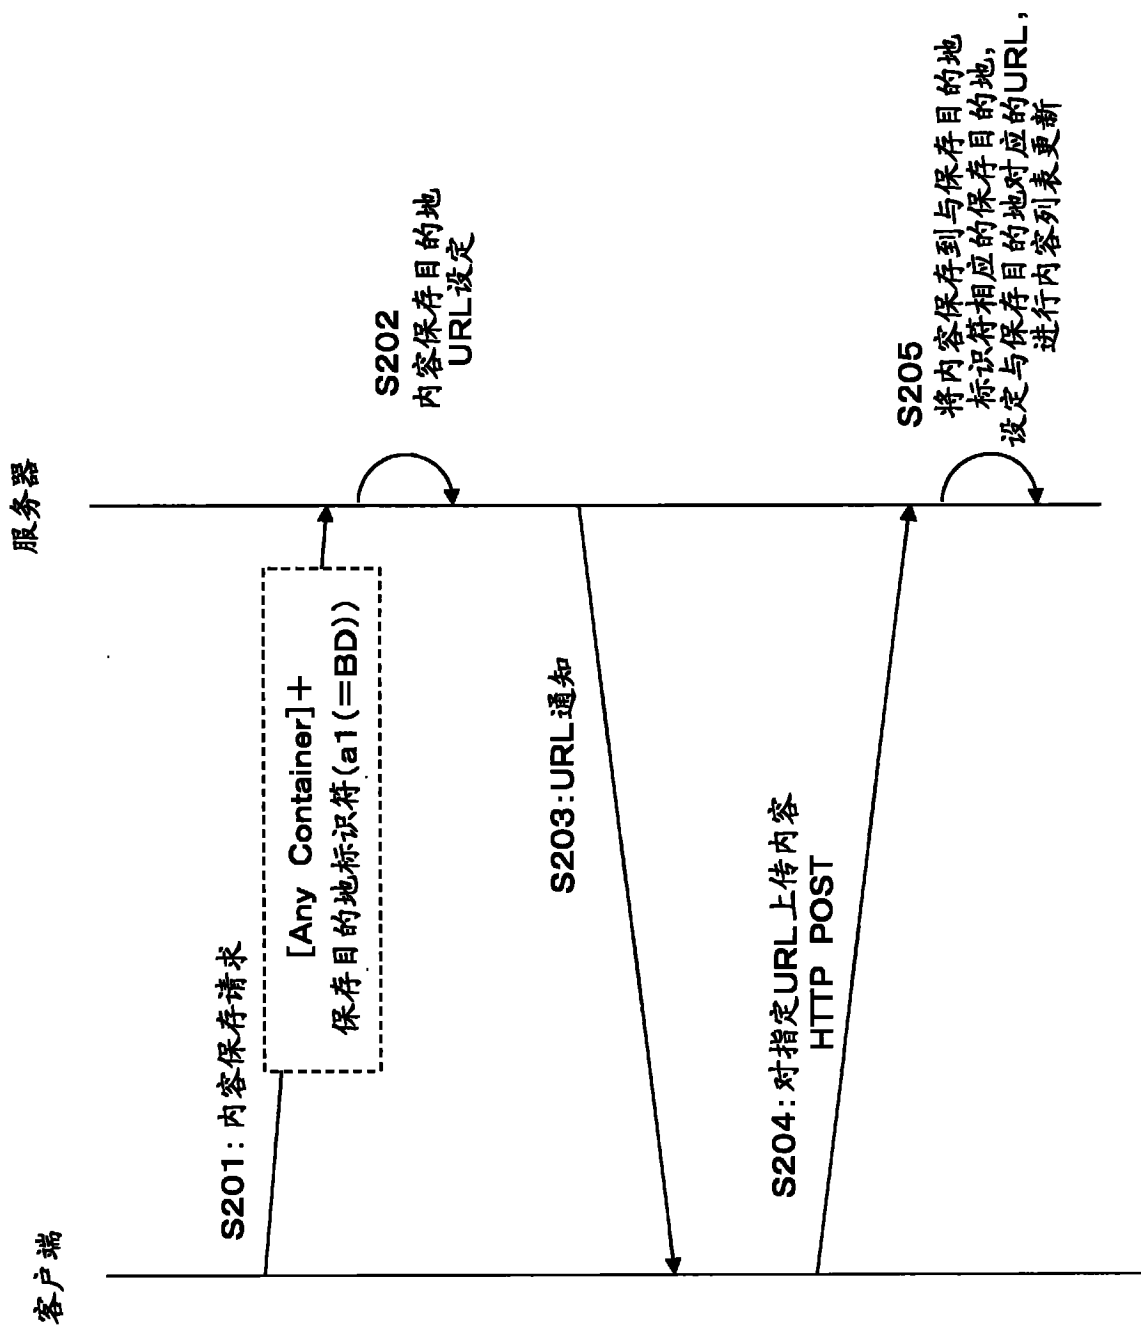 客户端
服务器
S201:内容保存请求
[Any Container]+
保存目的地标识符(a1(=BD))
S202
内容保存目的地
URL设定
S203:URL通知
S204:对指定URL上传内容
HTTP POST
S205
将内容保存到与保存目的地
标识符相应的保存目的地,
设定与保存目的地对应的URL,
进行内容列表更新